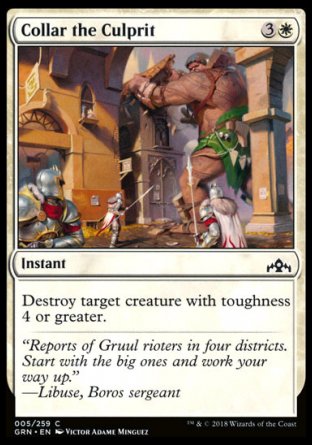 Collar the Culprit 3
Instant
Destroy target creature with toughness
4 or greater.
“Reports of Gruul rioters in four districts.
Start with the big ones and work your
way up.”
—Libuse, Boros sergeant
005/259 C
GRN • EN Victor Adame Minguez
™ & © 2018 Wizards of the Coast